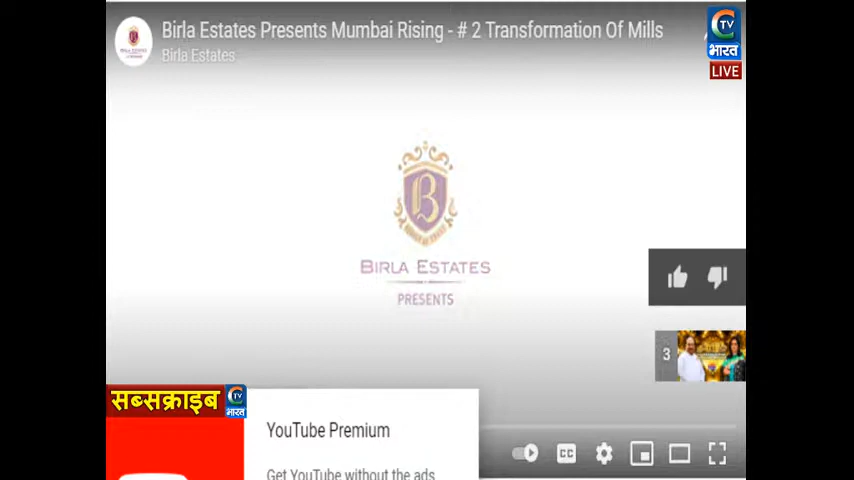 Birla Estates Presents Mumbai Rising - # 2 Transformation Of Mills
Birla Estates
C TV
भारत
LIVE
B
BIRLA ESTATES
PRESENTS
3
सब्सक्राइब
C TV
भारत
YouTube Premium
Get YouTube without the ads
CC